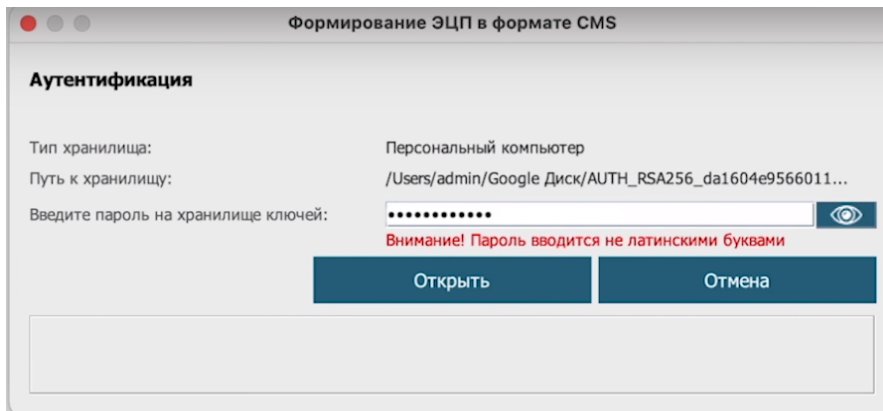 Формирование ЭЦП в формате CMS
Аутентификация
Тип хранилища: Персональный компьютер
Путь к хранилищу: /Users/admin/Google Диск/AUTH_RSA256_da1604e9566011...
Введите пароль на хранилище ключей: ••••••••••••
Внимание! Пароль вводится не латинскими буквами
Открыть Отмена